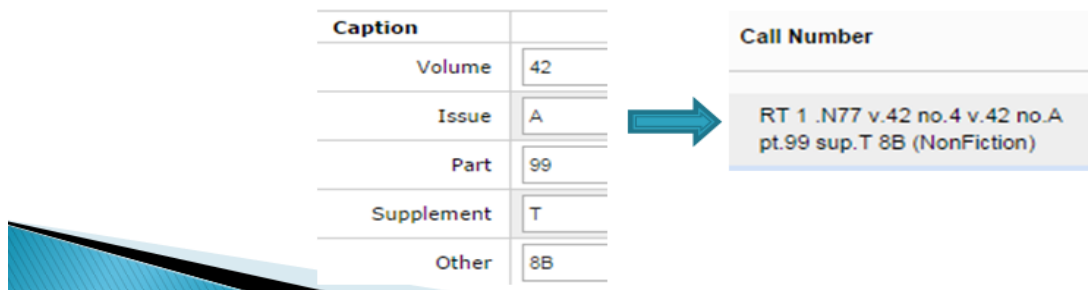 Caption
Volume 42
Issue A
Part 99
Supplement T
Other 8B
Call Number
RT 1 .N77 v.42 no.4 v.42 no.A
pt.99 sup.T 8B (NonFiction)